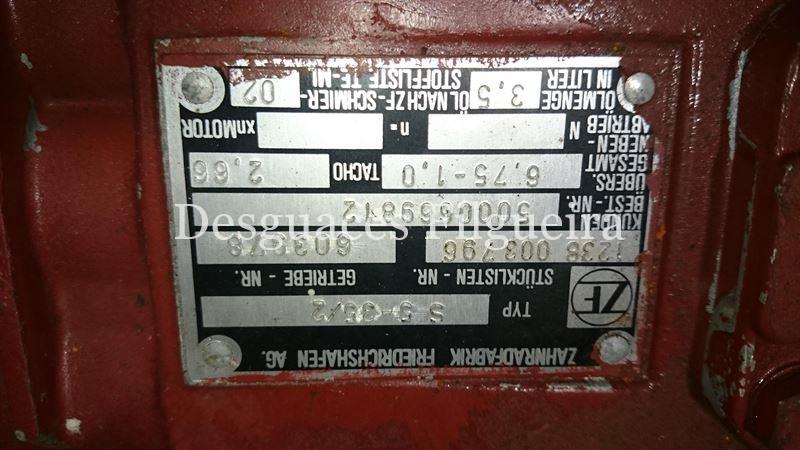 ZAHNRADFABRIK FRIEDRICHSHAFEN AG.
ZF
TYP S 5-35/2
STÜCKLISTEN - NR. GETRIEBE - NR.
1238 003 796
KUNDEN
BEST.- NR. 5000559812
ÜBERS.
GESAMT 6,75-1,0 TACHO 2,66
NEBEN-
ABTRIEB N n= xnMOTOR
ÖLMENGE
IN LITER 3,5 ÖL NACH ZF-SCHMIER-
STOFFLISTE TE-ML 02
Desguaces Fugueira